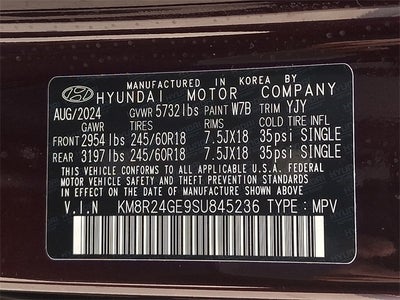 MANUFACTURED IN KOREA BY
HYUNDAI MOTOR COMPANY
AUG/2024 GVWR 5732 lbs PAINT W7B TRIM YJY
GAWR TIRES RIMS COLD TIRE INFL
FRONT 2954 lbs 245/60R18 7.5JX18 35psi SINGLE
REAR 3197 lbs 245/60R18 7.5JX18 35psi SINGLE
THIS VEHICLE CONFORMS TO ALL APPLICABLE U.S.A. FEDERAL
MOTOR VEHICLE SAFETY, BUMPER, AND THEFT PREVENTION STANDARDS
IN EFFECT ON THE DATE OF MANUFACTURE SHOWN ABOVE.
V.I.N KM8R24GE9SU845236 TYPE : MPV